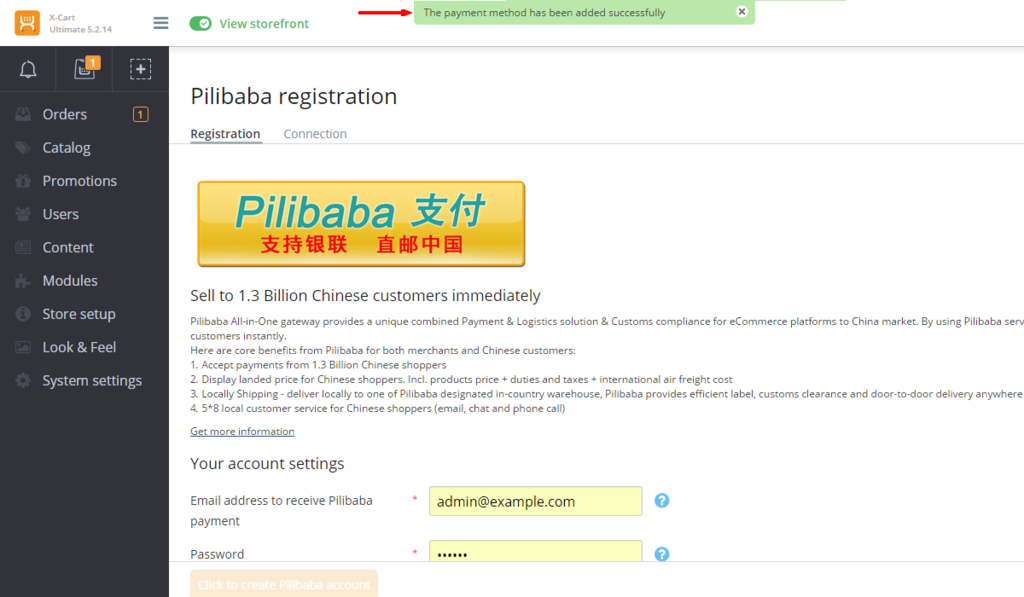 X-Cart
Ultimate 5.2.14
View storefront
The payment method has been added successfully
1
Orders
1
Catalog
Promotions
Users
Content
Modules
Store setup
Look & Feel
System settings
Pilibaba registration
Registration
Connection
Pilibaba 支付
支持银联 直邮中国
Sell to 1.3 Billion Chinese customers immediately
Pilibaba All-in-One gateway provides a unique combined Payment & Logistics solution & Customs compliance for eCommerce platforms to China market. By using Pilibaba serv
customers instantly.
Here are core benefits from Pilibaba for both merchants and Chinese customers:
1. Accept payments from 1.3 Billion Chinese shoppers
2. Display landed price for Chinese shoppers. Incl. products price + duties and taxes + international air freight cost
3. Locally Shipping - deliver locally to one of Pilibaba designated in-country warehouse, Pilibaba provides efficient label, customs clearance and door-to-door delivery anywhere
4. 5*8 local customer service for Chinese shoppers (email, chat and phone call)
Get more information
Your account settings
Email address to receive Pilibaba
payment
*
admin@example.com
?
Password
*
••••••
?
Click to create Pilibaba account